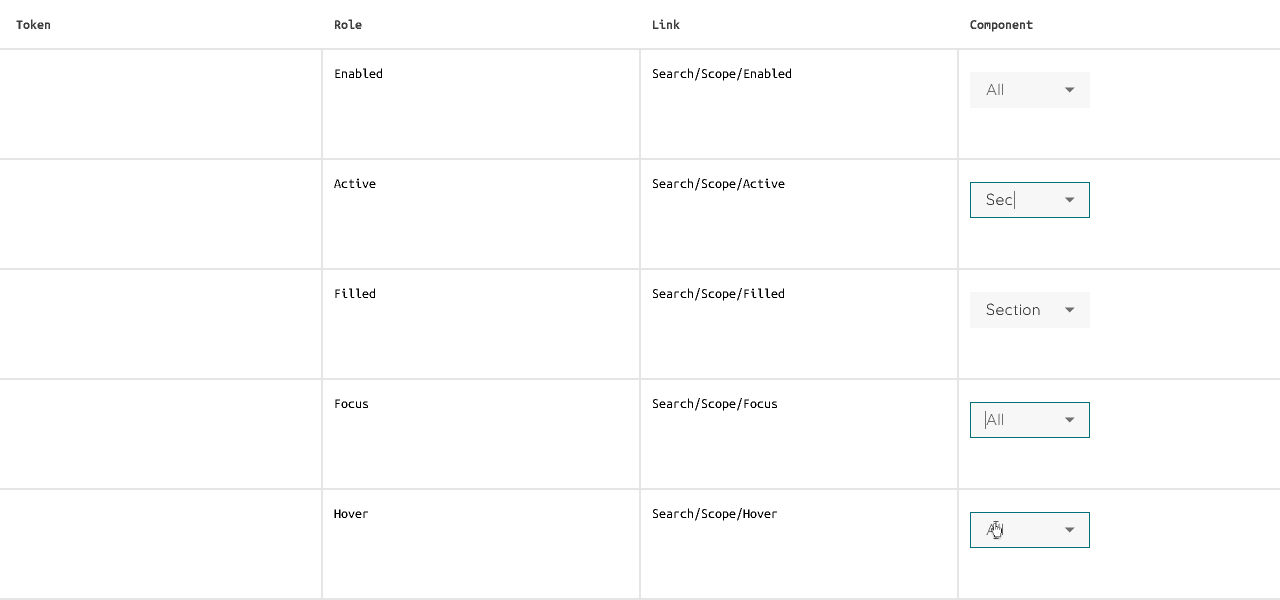 Token Role Link Component
Enabled Search/Scope/Enabled All
Active Search/Scope/Active Sec
Filled Search/Scope/Filled Section
Focus Search/Scope/Focus All
Hover Search/Scope/Hover